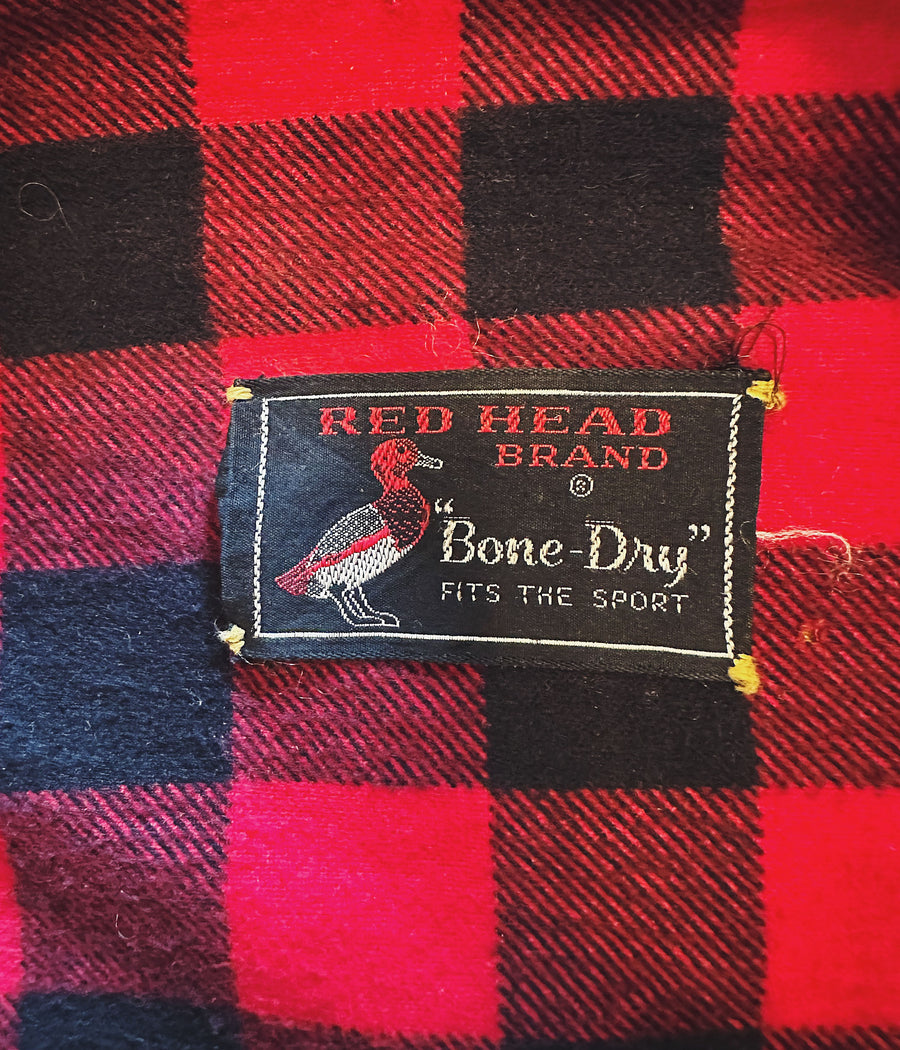 RED HEAD
BRAND
®
"Bone-Dry"
FITS THE SPORT